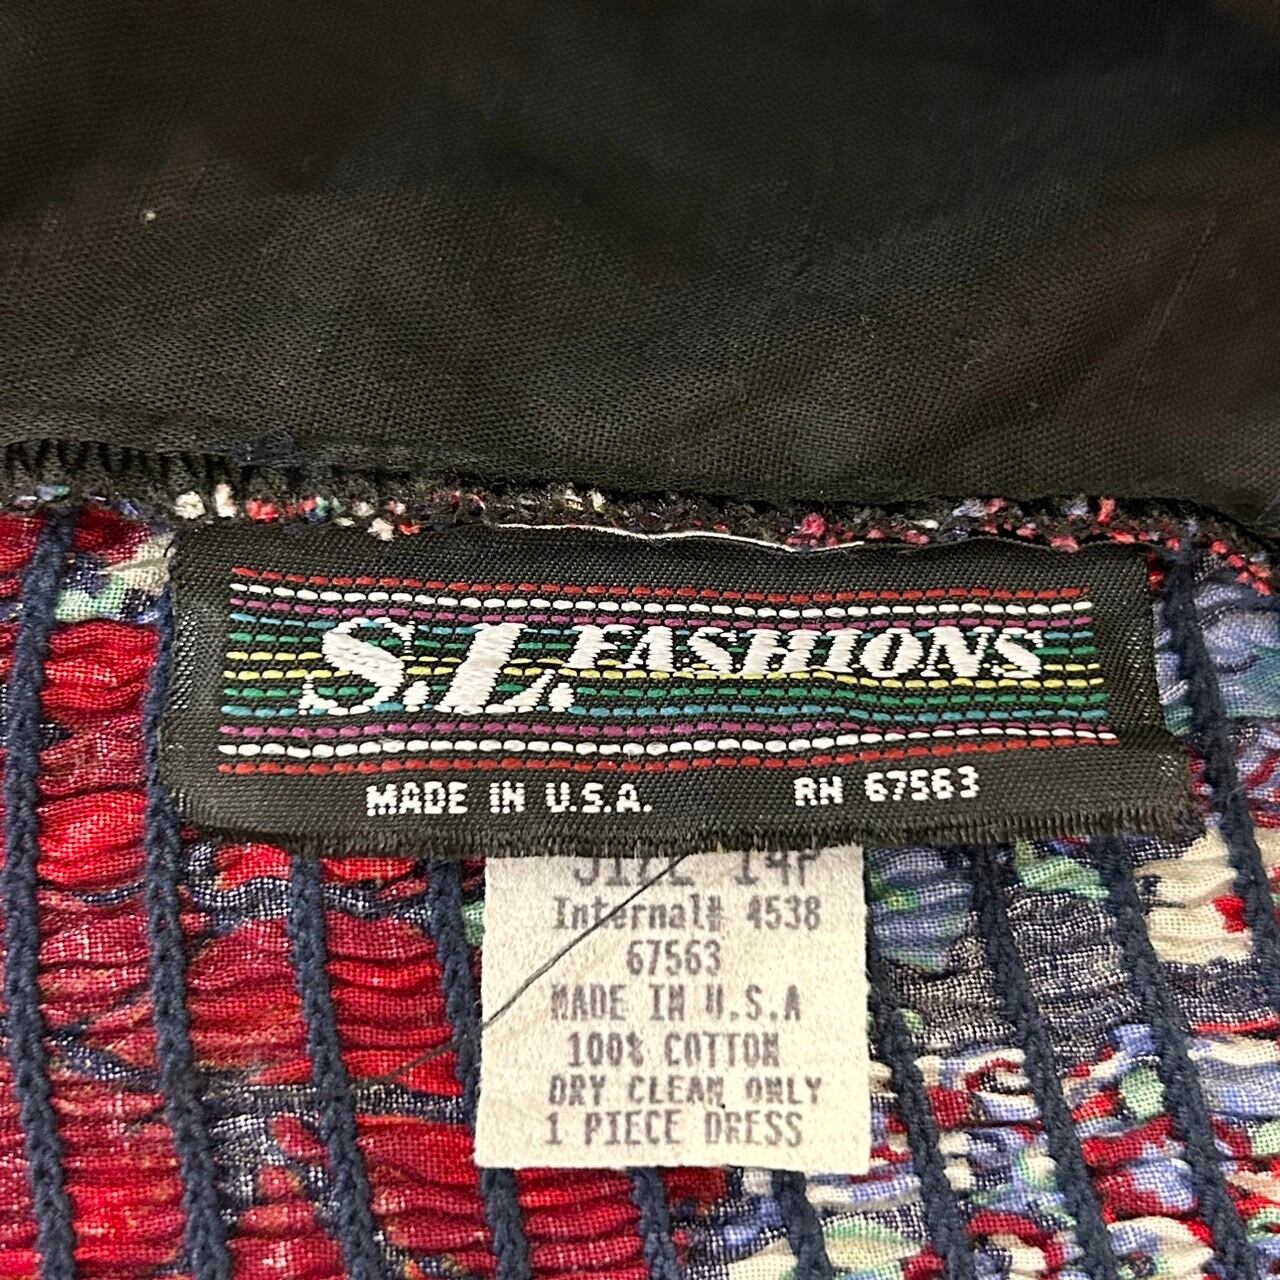 S.L. FASHIONS
MADE IN U.S.A. RN 67563
SIZE 14P
Internal# 4538
67563
MADE IN U.S.A
100% COTTON
DRY CLEAN ONLY
1 PIECE DRESS